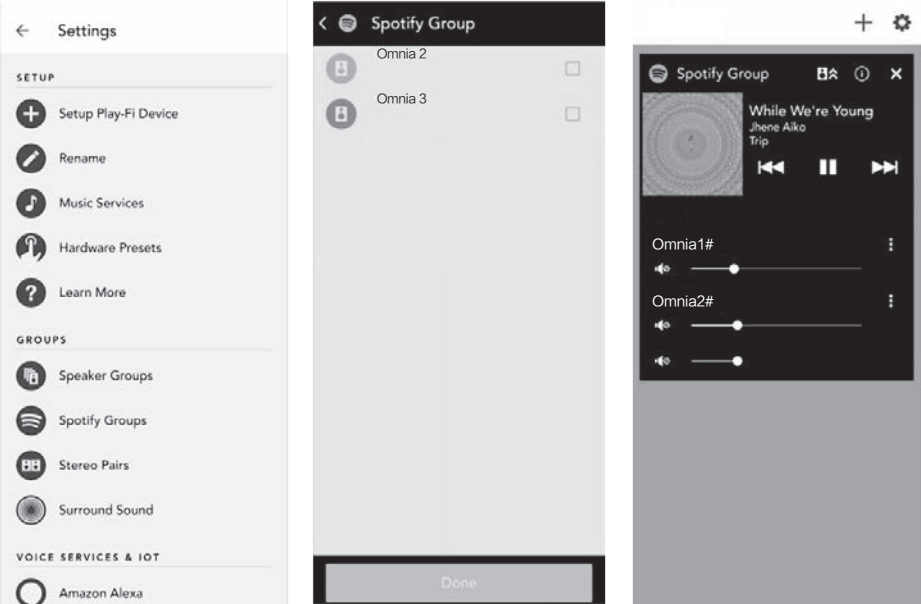 Settings
SETUP
Setup Play-Fi Device
Rename
Music Services
Hardware Presets
Learn More
GROUPS
Speaker Groups
Spotify Groups
Stereo Pairs
Surround Sound
VOICE SERVICES & IOT
Amazon Alexa
Spotify Group
Omnia 2
Omnia 3
Done
Spotify Group
While We're Young
Jhene Aiko
Trip
Omnia1#
Omnia2#